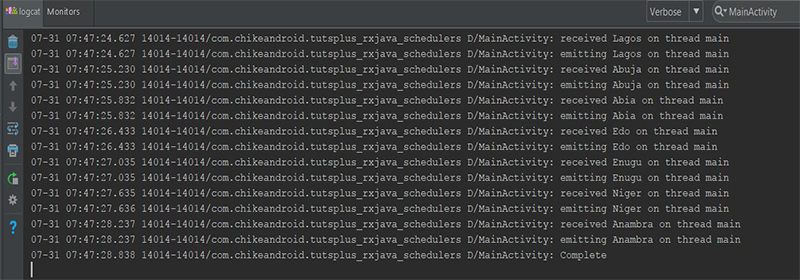 logcat Monitors Verbose MainActivity
07-31 07:47:24.627 14014-14014/com.chikeandroid.tutsplus_rxjava_schedulers D/MainActivity: received Lagos on thread main
07-31 07:47:24.627 14014-14014/com.chikeandroid.tutsplus_rxjava_schedulers D/MainActivity: emitting Lagos on thread main
07-31 07:47:25.230 14014-14014/com.chikeandroid.tutsplus_rxjava_schedulers D/MainActivity: received Abuja on thread main
07-31 07:47:25.230 14014-14014/com.chikeandroid.tutsplus_rxjava_schedulers D/MainActivity: emitting Abuja on thread main
07-31 07:47:25.832 14014-14014/com.chikeandroid.tutsplus_rxjava_schedulers D/MainActivity: received Abia on thread main
07-31 07:47:25.832 14014-14014/com.chikeandroid.tutsplus_rxjava_schedulers D/MainActivity: emitting Abia on thread main
07-31 07:47:26.433 14014-14014/com.chikeandroid.tutsplus_rxjava_schedulers D/MainActivity: received Edo on thread main
07-31 07:47:26.433 14014-14014/com.chikeandroid.tutsplus_rxjava_schedulers D/MainActivity: emitting Edo on thread main
07-31 07:47:27.035 14014-14014/com.chikeandroid.tutsplus_rxjava_schedulers D/MainActivity: received Enugu on thread main
07-31 07:47:27.035 14014-14014/com.chikeandroid.tutsplus_rxjava_schedulers D/MainActivity: emitting Enugu on thread main
07-31 07:47:27.635 14014-14014/com.chikeandroid.tutsplus_rxjava_schedulers D/MainActivity: received Niger on thread main
07-31 07:47:27.636 14014-14014/com.chikeandroid.tutsplus_rxjava_schedulers D/MainActivity: emitting Niger on thread main
07-31 07:47:28.237 14014-14014/com.chikeandroid.tutsplus_rxjava_schedulers D/MainActivity: received Anambra on thread main
07-31 07:47:28.237 14014-14014/com.chikeandroid.tutsplus_rxjava_schedulers D/MainActivity: emitting Anambra on thread main
07-31 07:47:28.838 14014-14014/com.chikeandroid.tutsplus_rxjava_schedulers D/MainActivity: Complete